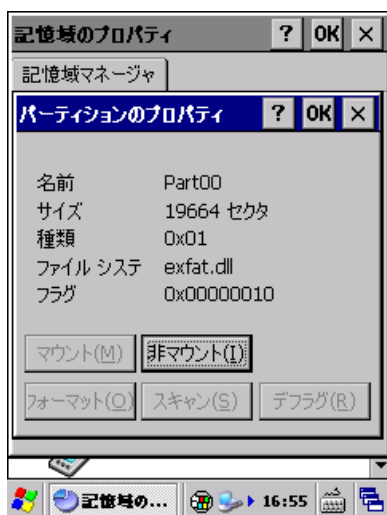 記憶域のプロパティ ? OK ×
記憶域マネージャ
パーティションのプロパティ ? OK ×
名前 Part00
サイズ 19664 セクタ
種類 0x01
ファイル システ exfat.dll
フラグ 0x00000010
マウント(M) 非マウント(I)
フォーマット(O) スキャン(S) デフラグ(R)
記憶域の... 16:55